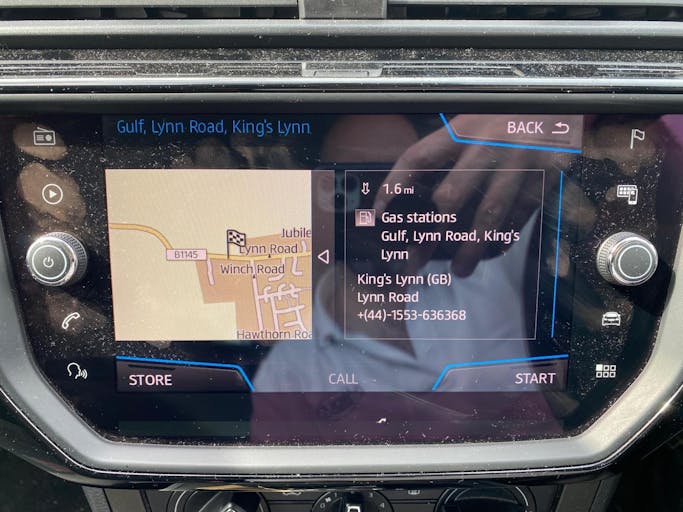 Gulf, Lynn Road, King's Lynn
BACK
1.6 mi
Gas stations
Gulf, Lynn Road, King's
Lynn
King's Lynn (GB)
Lynn Road
+(44)-1553-636368
Jubile
B1145
Lynn Road
Winch Road
Hawthorn Roa
STORE
CALL
START